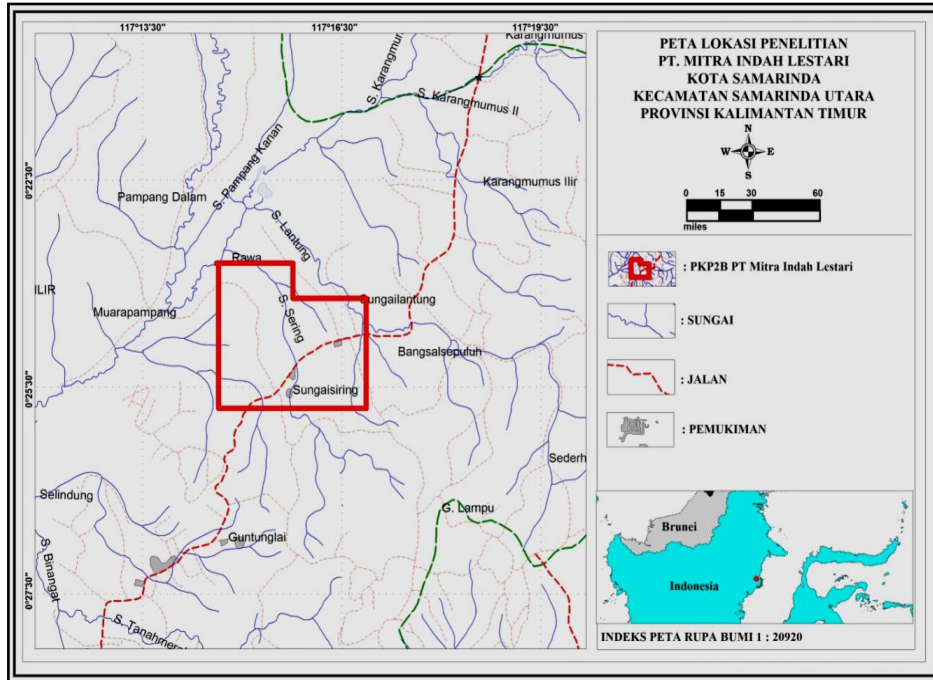 117°13'30"
117°16'30"
117°19'30"
0°22'30"
0°25'30"
0°27'30"
Karangmumus
S. Karangmu
S. Karangmumus II
S. Pampang Kanan
Pampang Dalam
Karangmumus Ilir
S. Lantung
Rawa
ILIR
Muarapampang
S. Sering
Sungailantung
Bangsalsepuluh
Sungaisiring
Sederh
Selindung
G. Lampu
Guntunglai
S. Binangat
S. Tanahmera
PETA LOKASI PENELITIAN
PT. MITRA INDAH LESTARI
KOTA SAMARINDA
KECAMATAN SAMARINDA UTARA
PROVINSI KALIMANTAN TIMUR
N
W E
S
0 15 30 60
miles
: PKP2B PT Mitra Indah Lestari
: SUNGAI
: JALAN
: PEMUKIMAN
Brunei
Indonesia
INDEKS PETA RUPA BUMI 1 : 20920